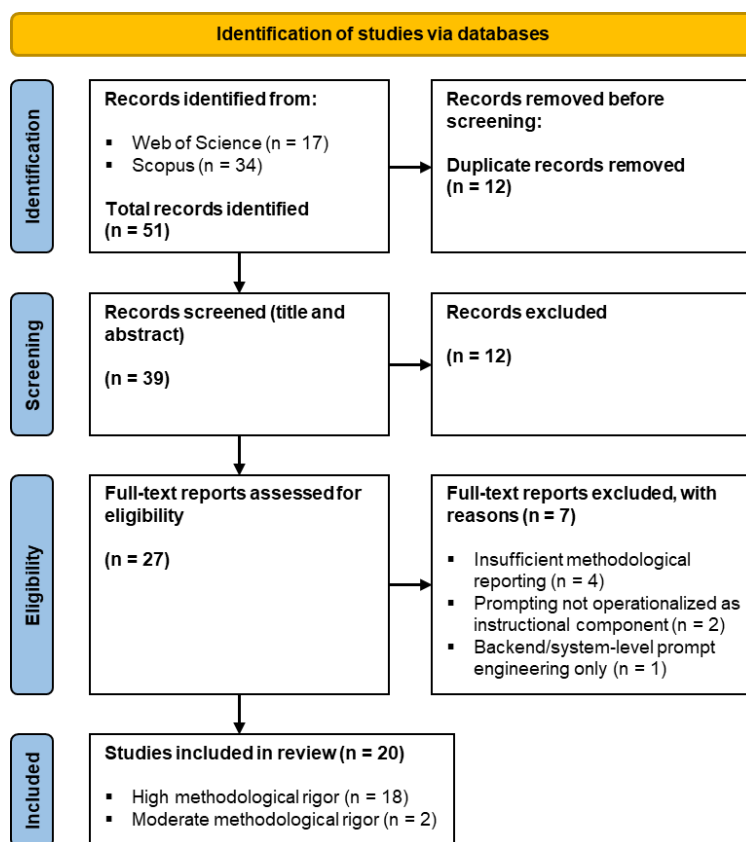 Identification of studies via databases
Identification
Records identified from:
▪ Web of Science (n = 17)
▪ Scopus (n = 34)
Total records identified
(n = 51)
Records removed before
screening:
Duplicate records removed
(n = 12)
Screening
Records screened (title and
abstract)
(n = 39)
Records excluded
(n = 12)
Eligibility
Full-text reports assessed for
eligibility
(n = 27)
Full-text reports excluded, with
reasons (n = 7)
▪ Insufficient methodological
reporting (n = 4)
▪ Prompting not operationalized as
instructional component (n = 2)
▪ Backend/system-level prompt
engineering only (n = 1)
Included
Studies included in review (n = 20)
▪ High methodological rigor (n = 18)
▪ Moderate methodological rigor (n = 2)